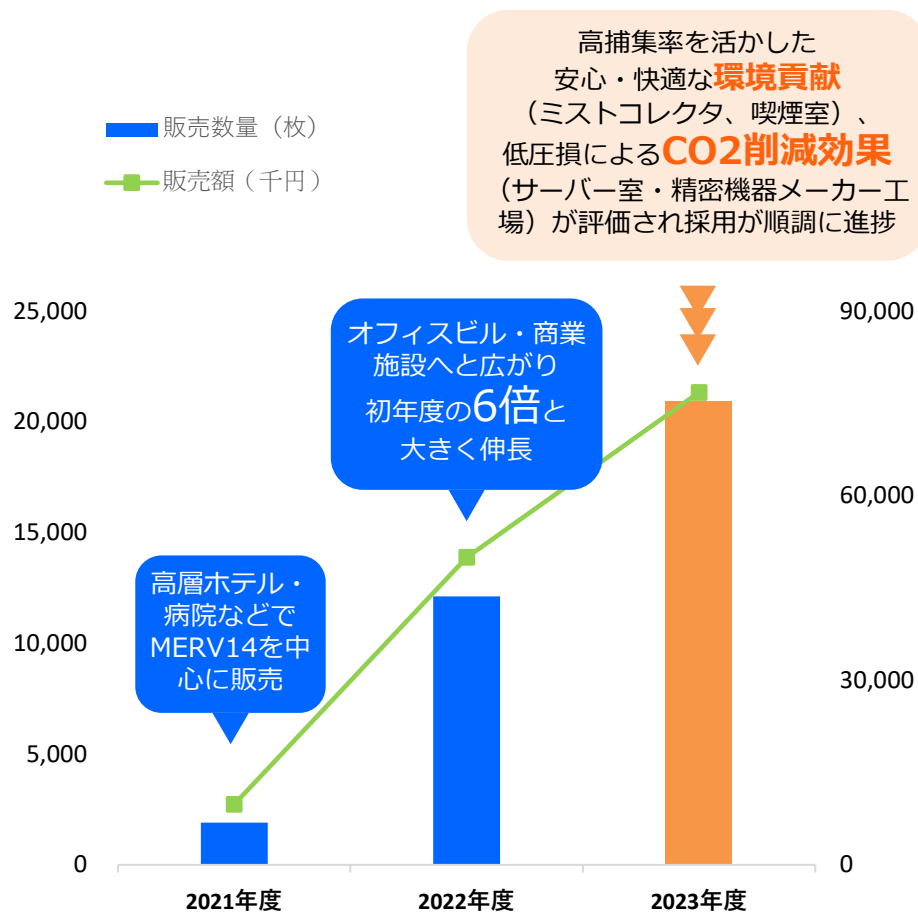 高捕集率を活かした
安心・快適な環境貢献
（ミストコレクタ、喫煙室）、
低圧損によるCO2削減効果
（サーバー室・精密機器メーカー工
場）が評価され採用が順調に進捗
販売数量（枚）
販売額（千円）
オフィスビル・商業
施設へと広がり
初年度の6倍と
大きく伸長
高層ホテル・
病院などで
MERV14を中
心に販売
25,000
20,000
15,000
10,000
5,000
0
90,000
60,000
30,000
0
2021年度
2022年度
2023年度